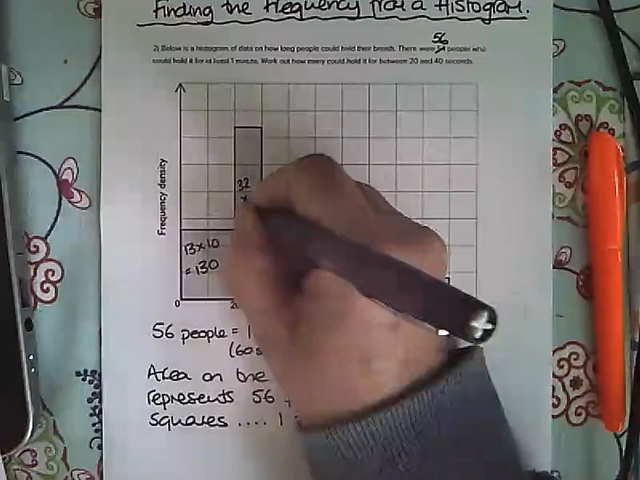 Finding the Frequency from a Histogram.
56
2) Below is a histogram of data on how long people could hold their breath. There were people who
could hold it for at least 1 minute. Work out how many could hold it for between 20 and 40 seconds.
Frequency density
32
x
13×10
= 130
0
56 people = 1
(60s
Area on the
represents 56
squares .... 1